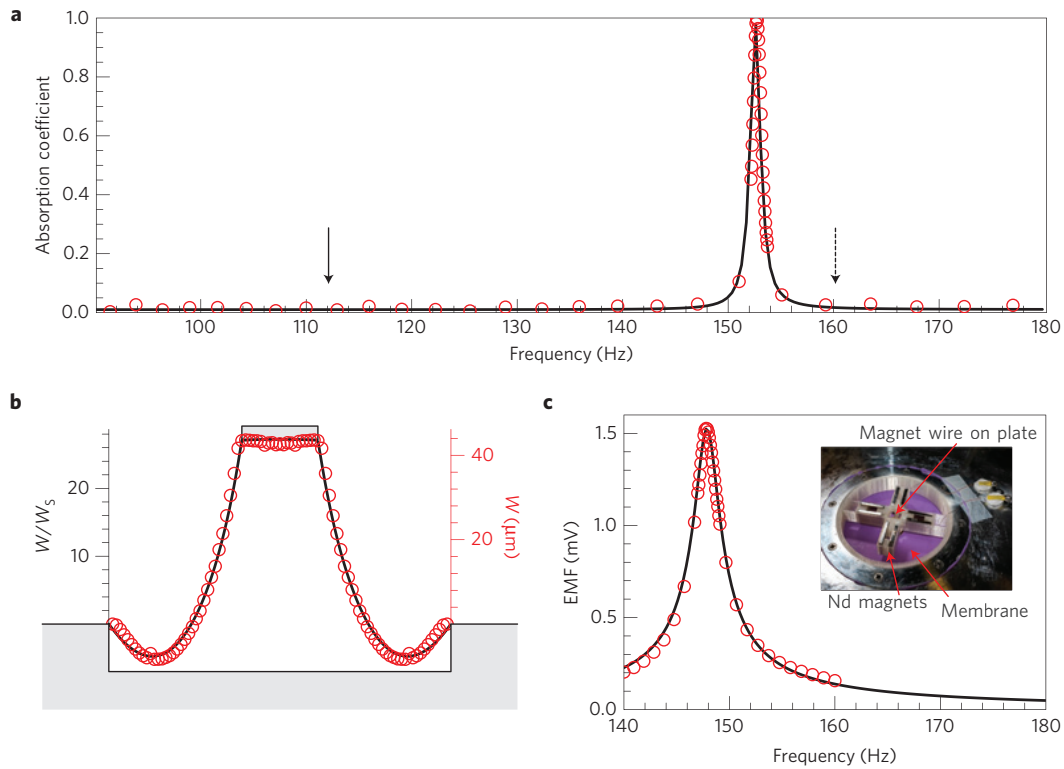 a
Absorption coefficient
1.0
0.8
0.6
0.4
0.2
0.0
100
110
120
130
140
150
160
170
180
Frequency (Hz)
b
W/W_S
20
10
W (μm)
40
20
c
EMF (mV)
1.5
1.0
0.5
0.0
140
150
160
170
180
Frequency (Hz)
Magnet wire on plate
Nd magnets
Membrane